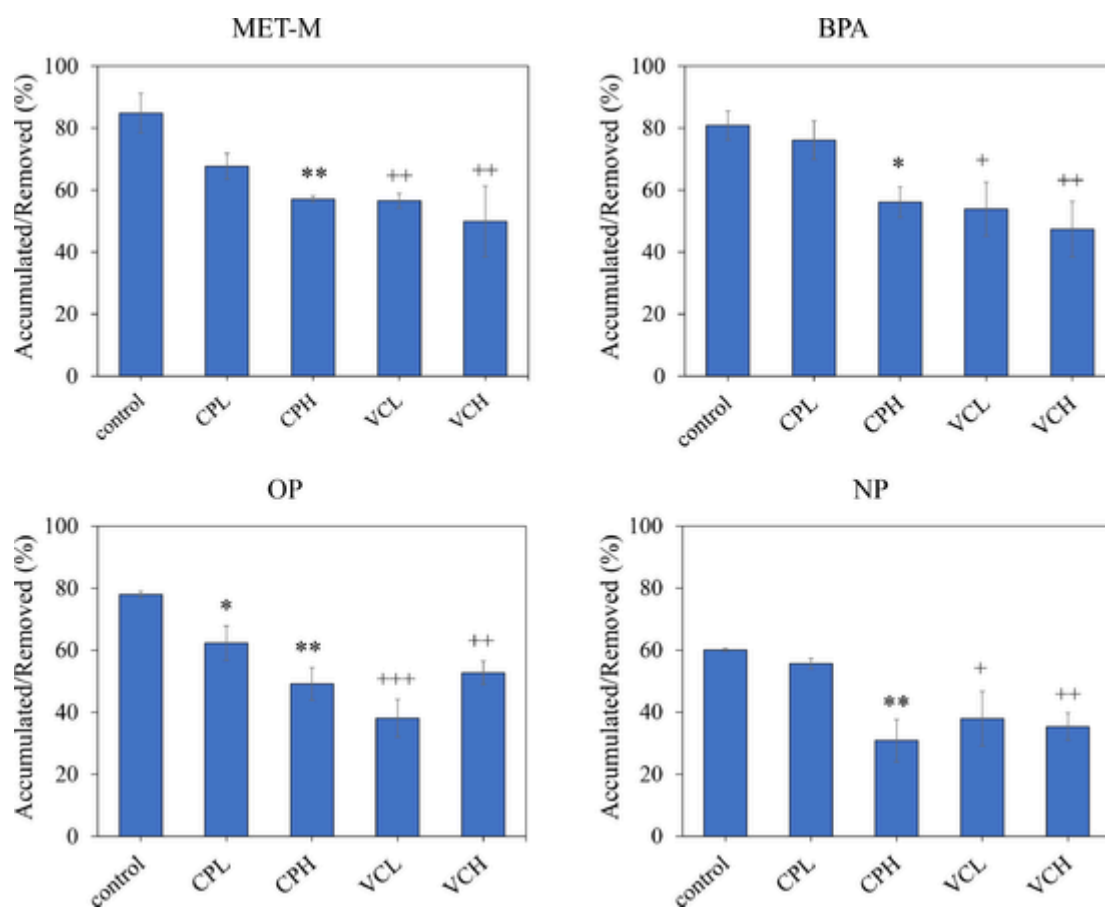 MET-M
Accumulated/Removed (%)
100
80
60
40
20
0
**
++
++
control
CPL
CPH
VCL
VCH
BPA
Accumulated/Removed (%)
100
80
60
40
20
0
*
+
++
control
CPL
CPH
VCL
VCH
OP
Accumulated/Removed (%)
100
80
60
40
20
0
*
**
+++
++
control
CPL
CPH
VCL
VCH
NP
Accumulated/Removed (%)
100
80
60
40
20
0
**
+
++
control
CPL
CPH
VCL
VCH